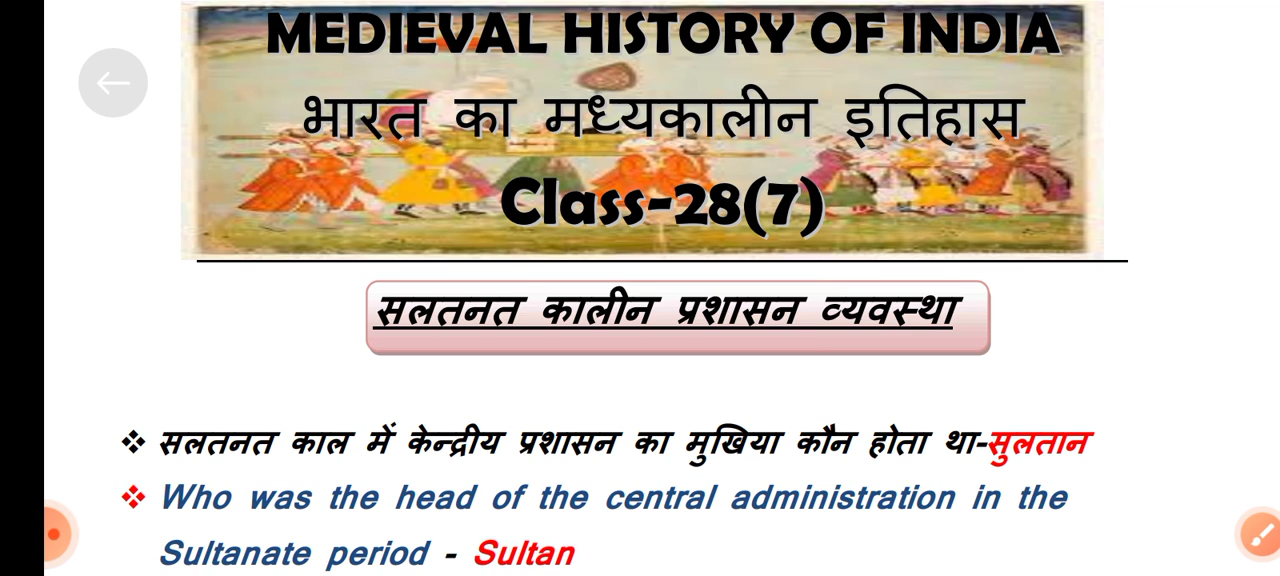 MEDIEVAL HISTORY OF INDIA
भारत का मध्यकालीन इतिहास
Class-28(7)
सलतनत कालीन प्रशासन व्यवस्था
❖ सलतनत काल में केन्द्रीय प्रशासन का मुखिया कौन होता था-सुलतान
❖ Who was the head of the central administration in the
Sultanate period - Sultan